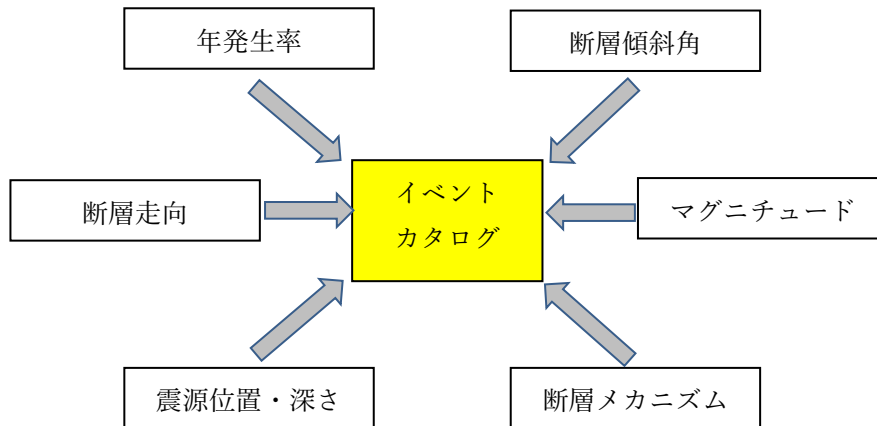 年発生率
断層傾斜角
イベント
カタログ
断層走向
マグニチュード
震源位置・深さ
断層メカニズム